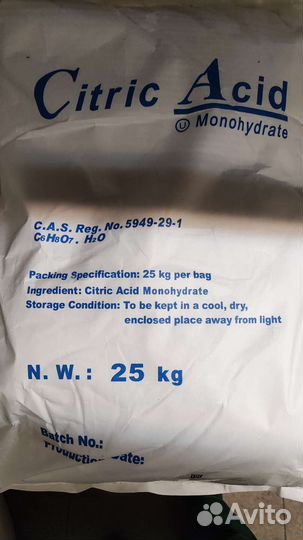 Citric Acid
U Monohydrate
C.A.S. Reg. No. 5949-29-1
C6H8O7 . H2O
Packing Specification: 25 kg per bag
Ingredient: Citric Acid Monohydrate
Storage Condition: To be kept in a cool, dry,
enclosed place away from light
N. W. : 25 kg
Batch No.:
Production Date:
Avito